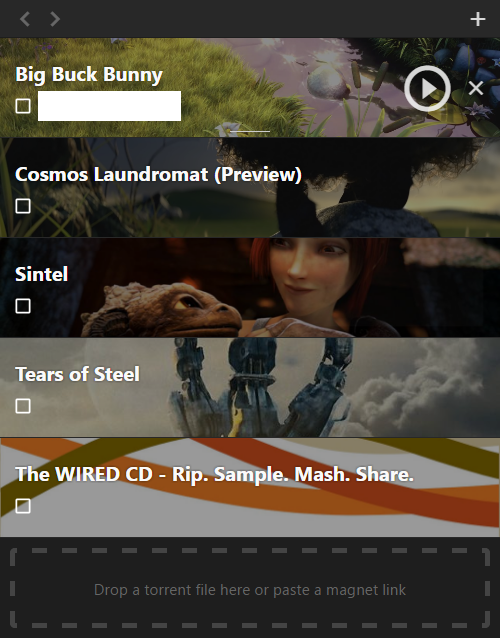 Big Buck Bunny
Cosmos Laundromat (Preview)
Sintel
Tears of Steel
The WIRED CD - Rip. Sample. Mash. Share.
Drop a torrent file here or paste a magnet link